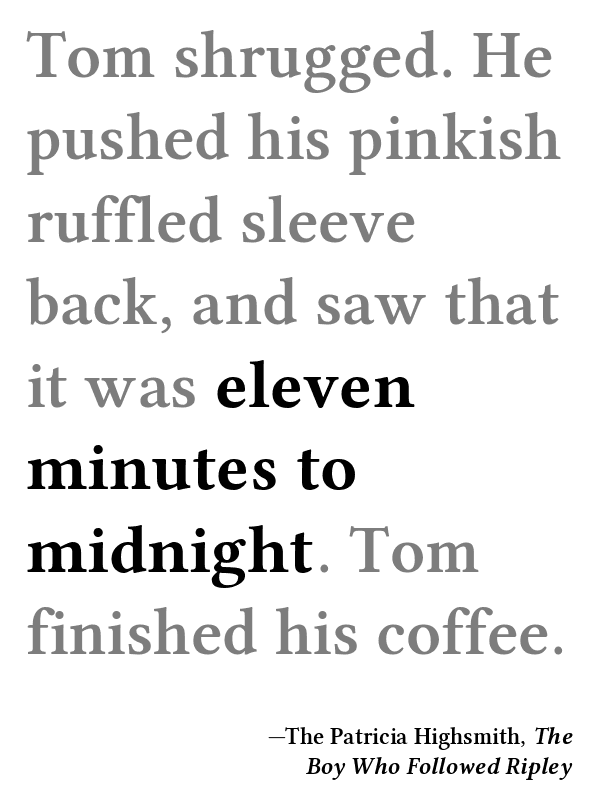 Tom shrugged. He
pushed his pinkish
ruffled sleeve
back, and saw that
it was eleven
minutes to
midnight. Tom
finished his coffee.
—The Patricia Highsmith, The
Boy Who Followed Ripley